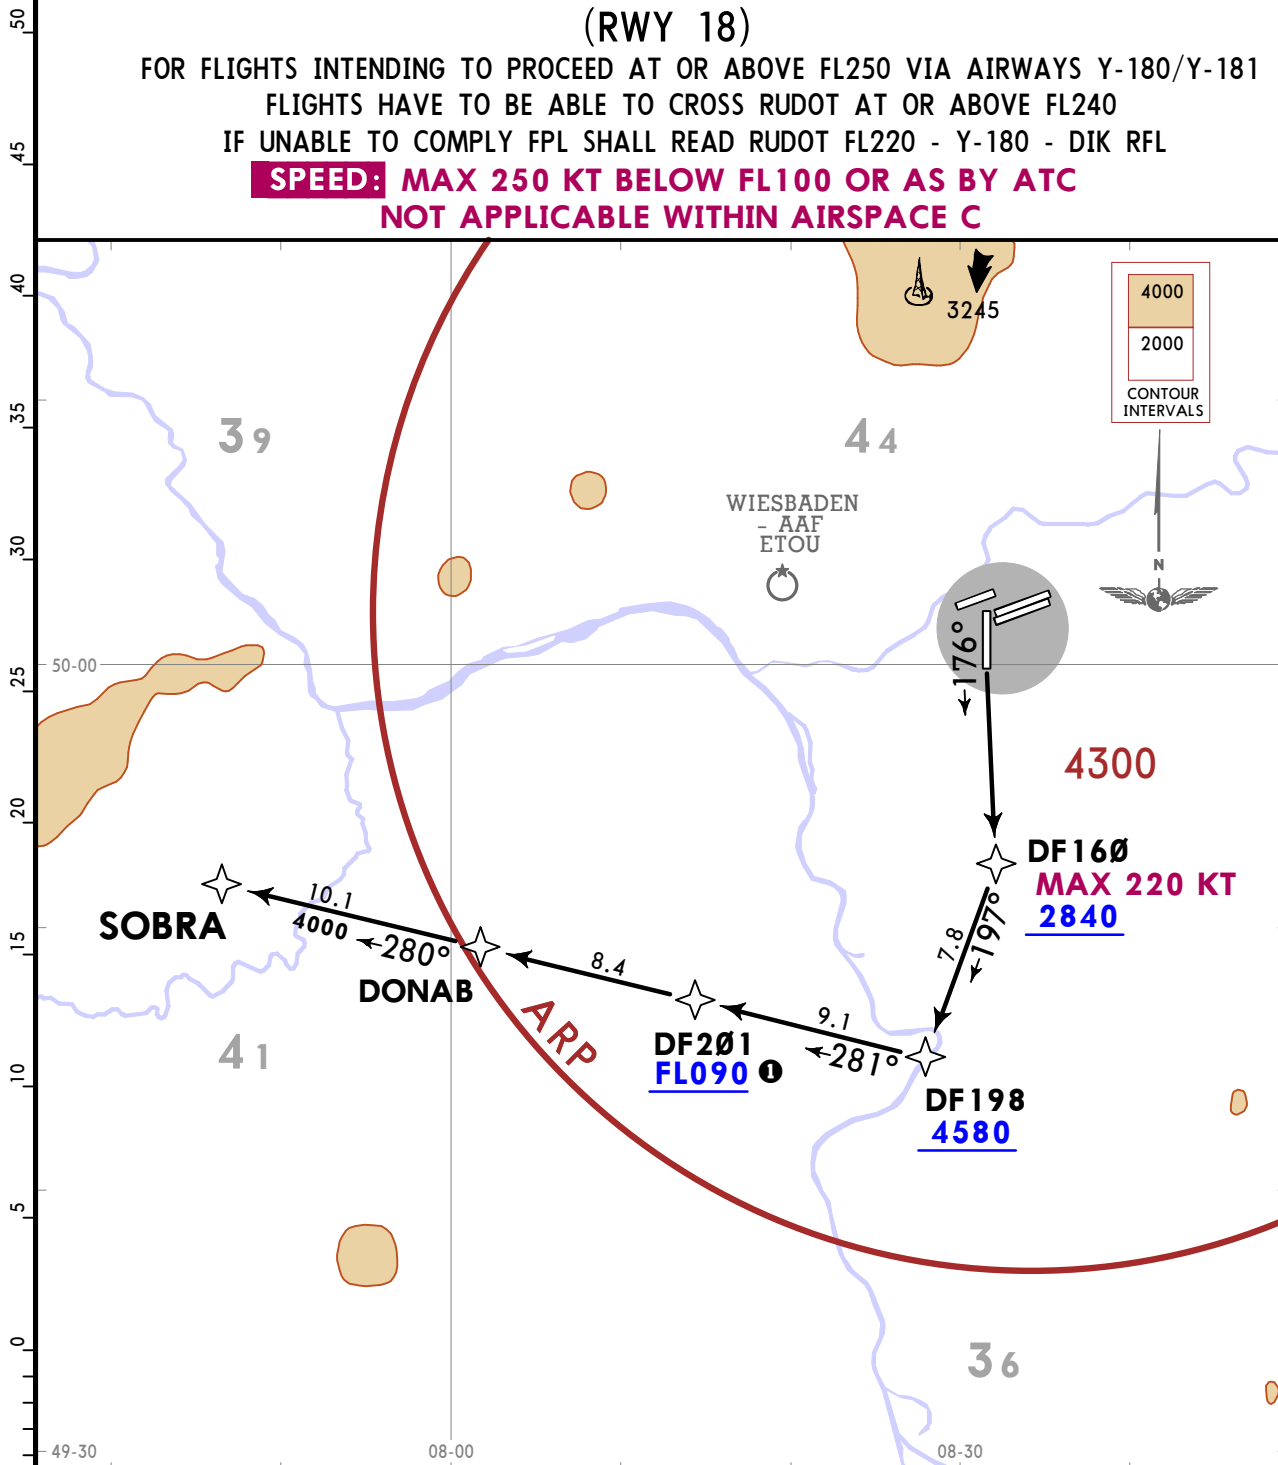 (RWY 18)
FOR FLIGHTS INTENDING TO PROCEED AT OR ABOVE FL250 VIA AIRWAYS Y-180/Y-181
FLIGHTS HAVE TO BE ABLE TO CROSS RUDOT AT OR ABOVE FL240
IF UNABLE TO COMPLY FPL SHALL READ RUDOT FL220 - Y-180 - DIK RFL
SPEED: MAX 250 KT BELOW FL100 OR AS BY ATC
NOT APPLICABLE WITHIN AIRSPACE C
50
45
40
35
30
25
20
15
10
5
0
3245
4000
2000
CONTOUR
INTERVALS
39
44
WIESBADEN
- AAF
ETOU
N
176°
50-00
4300
DF160
MAX 220 KT
2840
197°
7.8
10.1
4000
280°
SOBRA
DONAB
8.4
ARP
DF201
FL090 1
9.1
281°
DF198
4580
41
36
49-30
08-00
08-30